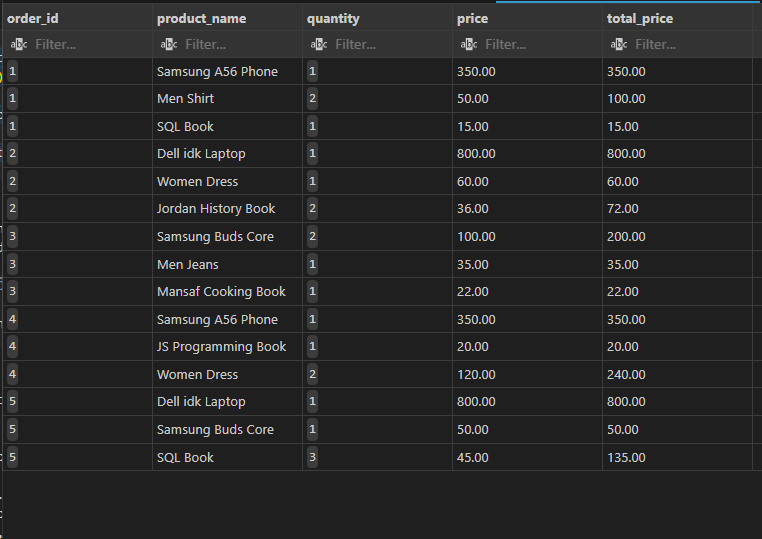 order_id product_name quantity price total_price
abc Filter... abc Filter... abc Filter... abc Filter... abc Filter...
1 Samsung A56 Phone 1 350.00 350.00
1 Men Shirt 2 50.00 100.00
1 SQL Book 1 15.00 15.00
2 Dell idk Laptop 1 800.00 800.00
2 Women Dress 1 60.00 60.00
2 Jordan History Book 2 36.00 72.00
3 Samsung Buds Core 2 100.00 200.00
3 Men Jeans 1 35.00 35.00
3 Mansaf Cooking Book 1 22.00 22.00
4 Samsung A56 Phone 1 350.00 350.00
4 JS Programming Book 1 20.00 20.00
4 Women Dress 2 120.00 240.00
5 Dell idk Laptop 1 800.00 800.00
5 Samsung Buds Core 1 50.00 50.00
5 SQL Book 3 45.00 135.00